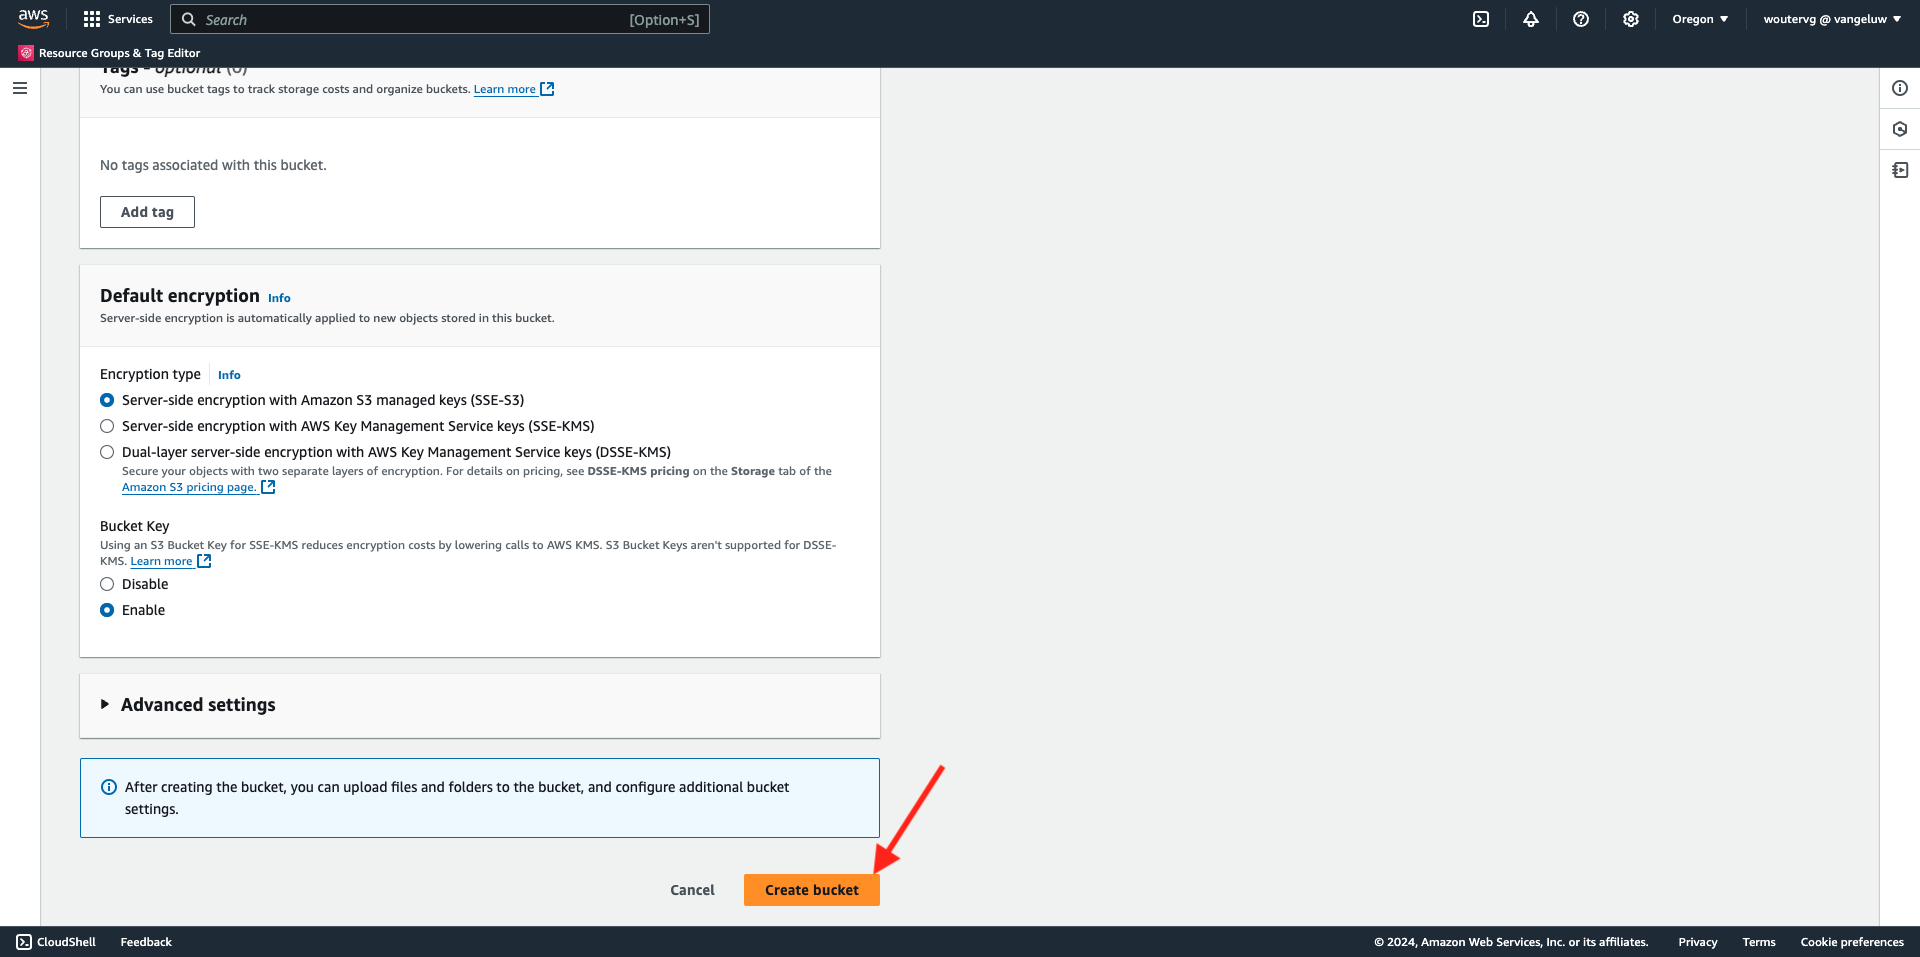 aws
Services
Search
[Option+S]
Oregon
woutervg @ vangeluw
Resource Groups & Tag Editor
Tags - optional (0)
You can use bucket tags to track storage costs and organize buckets. Learn more
No tags associated with this bucket.
Add tag
Default encryption Info
Server-side encryption is automatically applied to new objects stored in this bucket.
Encryption type Info
Server-side encryption with Amazon S3 managed keys (SSE-S3)
Server-side encryption with AWS Key Management Service keys (SSE-KMS)
Dual-layer server-side encryption with AWS Key Management Service keys (DSSE-KMS)
Secure your objects with two separate layers of encryption. For details on pricing, see DSSE-KMS pricing on the Storage tab of the
Amazon S3 pricing page.
Bucket Key
Using an S3 Bucket Key for SSE-KMS reduces encryption costs by lowering calls to AWS KMS. S3 Bucket Keys aren't supported for DSSE-
KMS. Learn more
Disable
Enable
Advanced settings
After creating the bucket, you can upload files and folders to the bucket, and configure additional bucket
settings.
Cancel
Create bucket
CloudShell
Feedback
© 2024, Amazon Web Services, Inc. or its affiliates.
Privacy
Terms
Cookie preferences